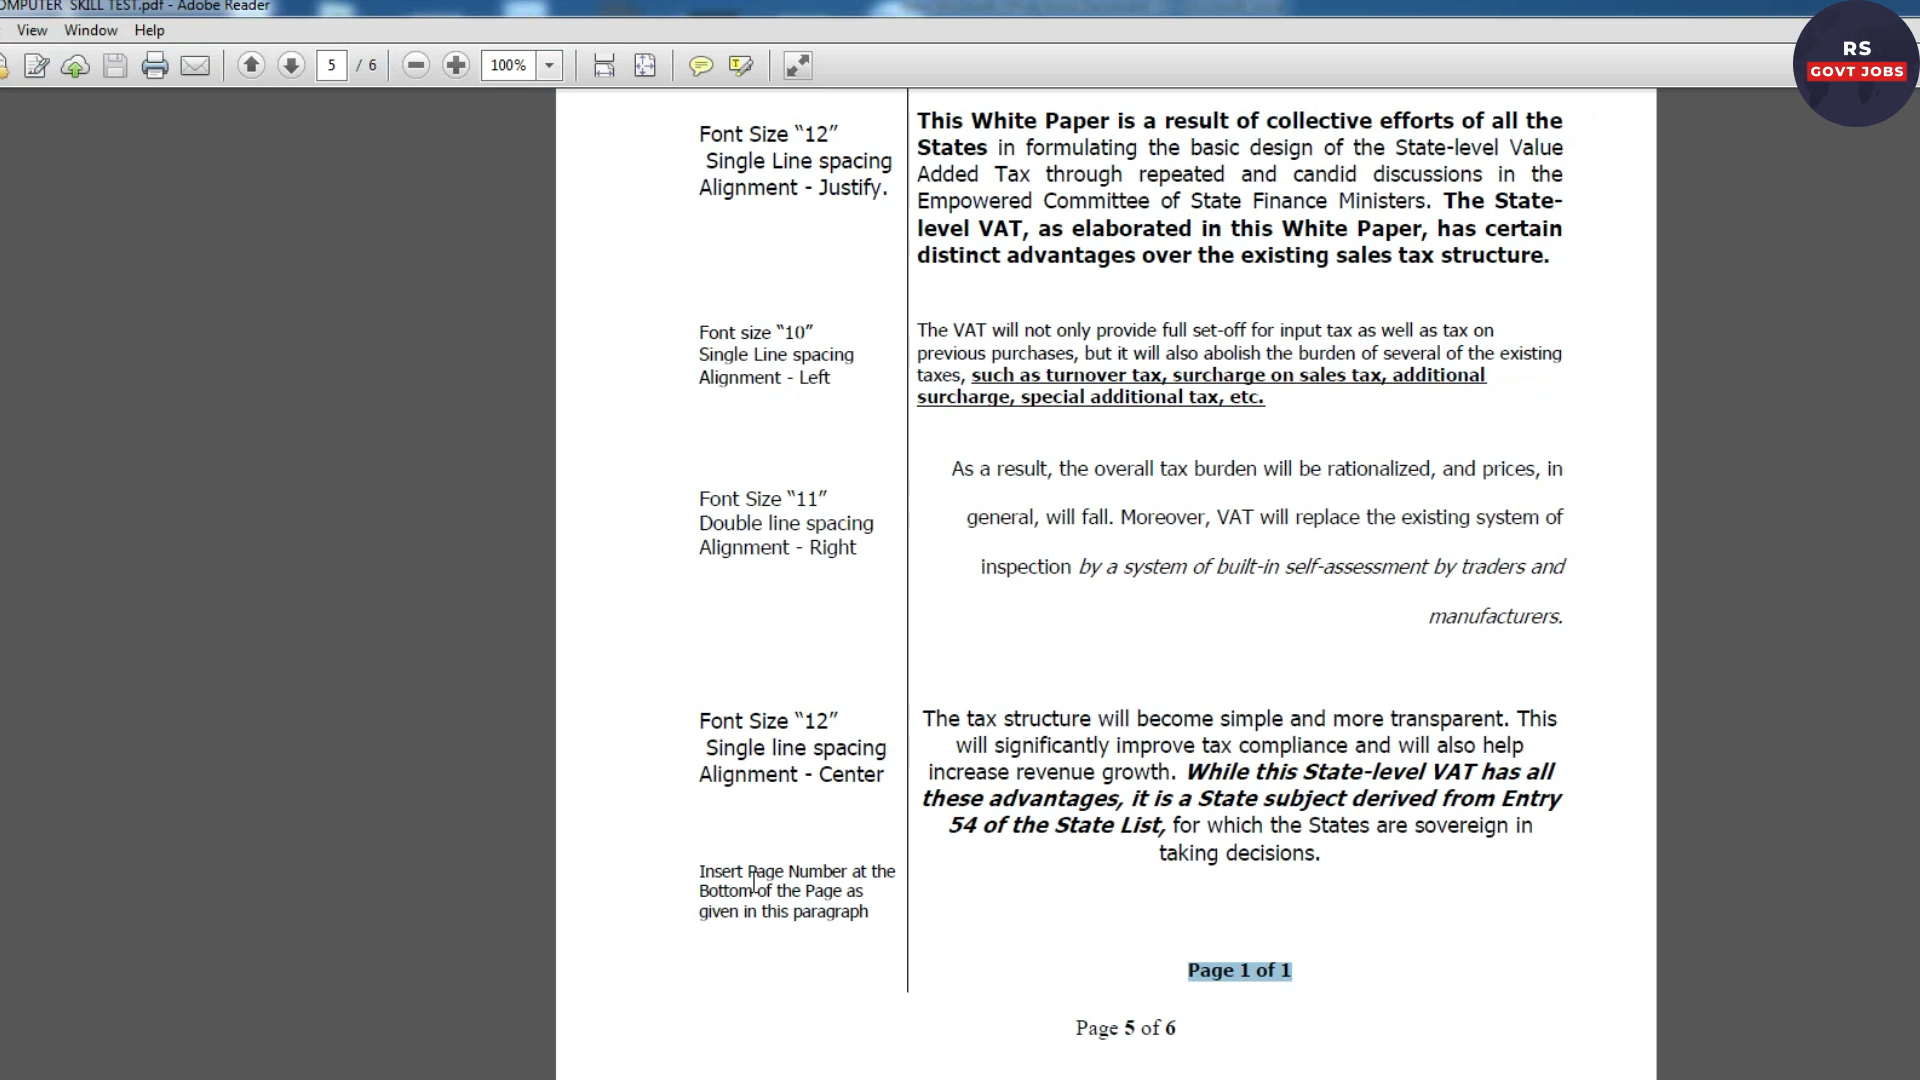 OMPUTER SKILL TEST.pdf - Adobe Reader
View Window Help
5 / 6 100%
RS
GOVT JOBS
Font Size “12”
Single Line spacing
Alignment - Justify.
This White Paper is a result of collective efforts of all the
States in formulating the basic design of the State-level Value
Added Tax through repeated and candid discussions in the
Empowered Committee of State Finance Ministers. The State-
level VAT, as elaborated in this White Paper, has certain
distinct advantages over the existing sales tax structure.
Font size “10”
Single Line spacing
Alignment - Left
The VAT will not only provide full set-off for input tax as well as tax on
previous purchases, but it will also abolish the burden of several of the existing
taxes, such as turnover tax, surcharge on sales tax, additional
surcharge, special additional tax, etc.
Font Size “11”
Double line spacing
Alignment - Right
As a result, the overall tax burden will be rationalized, and prices, in
general, will fall. Moreover, VAT will replace the existing system of
inspection by a system of built-in self-assessment by traders and
manufacturers.
Font Size “12”
Single line spacing
Alignment - Center
The tax structure will become simple and more transparent. This
will significantly improve tax compliance and will also help
increase revenue growth. While this State-level VAT has all
these advantages, it is a State subject derived from Entry
54 of the State List, for which the States are sovereign in
taking decisions.
Insert Page Number at the
Bottom of the Page as
given in this paragraph
Page 1 of 1
Page 5 of 6